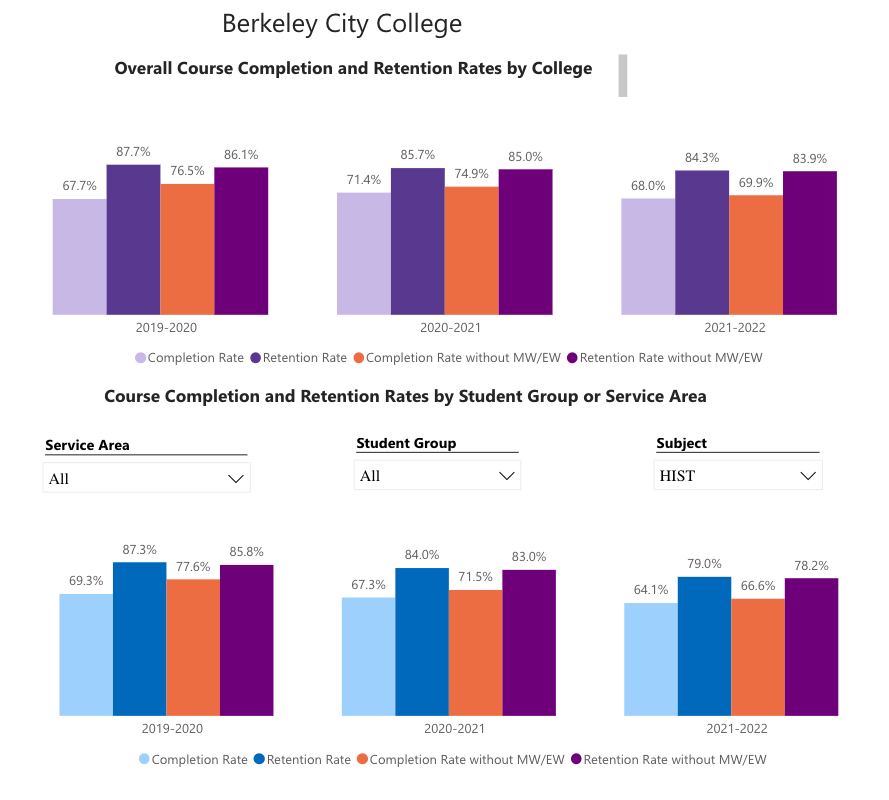 Berkeley City College
Overall Course Completion and Retention Rates by College
67.7% 87.7% 76.5% 86.1% 71.4% 85.7% 74.9% 85.0% 68.0% 84.3% 69.9% 83.9%
2019-2020 2020-2021 2021-2022
Completion Rate Retention Rate Completion Rate without MW/EW Retention Rate without MW/EW
Course Completion and Retention Rates by Student Group or Service Area
Service Area Student Group Subject
All All HIST
69.3% 87.3% 77.6% 85.8% 67.3% 84.0% 71.5% 83.0% 64.1% 79.0% 66.6% 78.2%
2019-2020 2020-2021 2021-2022
Completion Rate Retention Rate Completion Rate without MW/EW Retention Rate without MW/EW